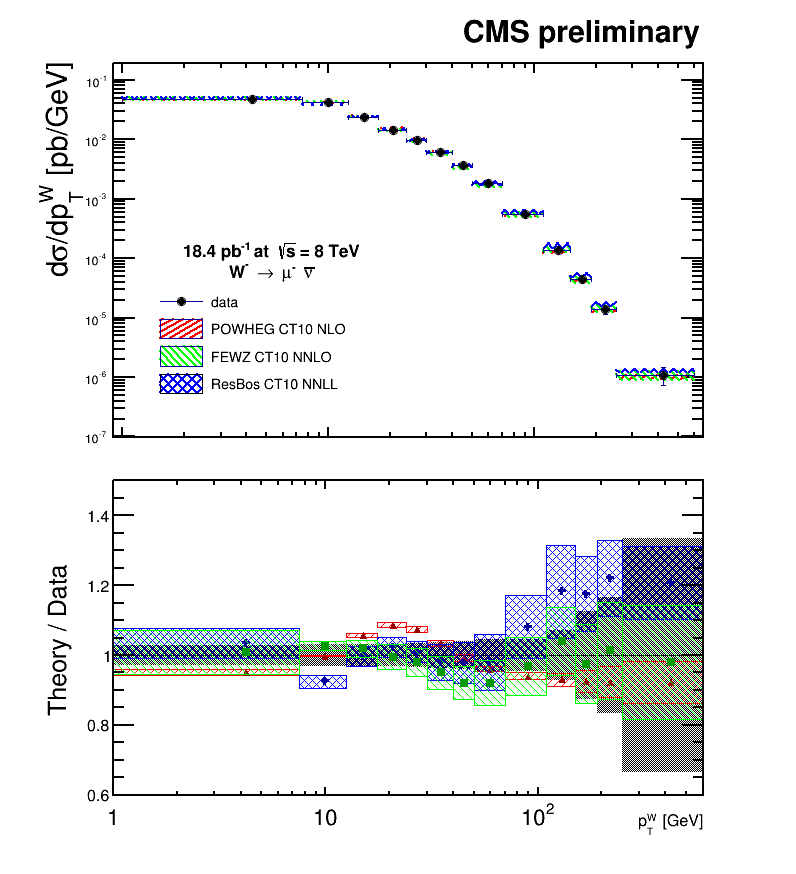 CMS preliminary
dσ/dp_T^W [pb/GeV]
10⁻¹
10⁻²
10⁻³
10⁻⁴
10⁻⁵
10⁻⁶
10⁻⁷
18.4 pb⁻¹ at √s = 8 TeV
W⁻ → μ⁻ ν̅
data
POWHEG CT10 NLO
FEWZ CT10 NNLO
ResBos CT10 NNLL
Theory / Data
1.4
1.2
1
0.8
0.6
1 10 10²
p_T^W [GeV]